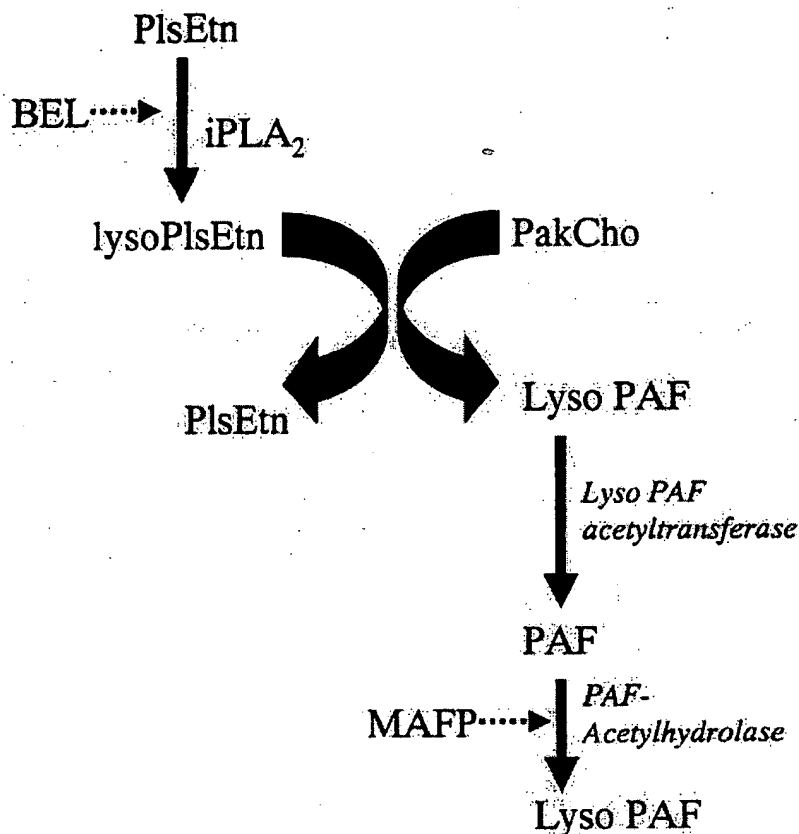 PlsEtn
BEL
iPLA₂
lysoPlsEtn
PakCho
PlsEtn
Lyso PAF
Lyso PAF
acetyltransferase
PAF
MAFP
PAF-
Acetylhydrolase
Lyso PAF